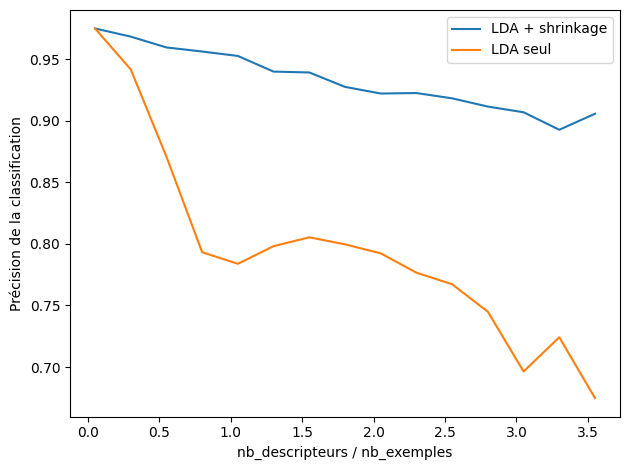 LDA + shrinkage
LDA seul
Précision de la classification
0.95
0.90
0.85
0.80
0.75
0.70
0.0 0.5 1.0 1.5 2.0 2.5 3.0 3.5
nb_descripteurs / nb_exemples